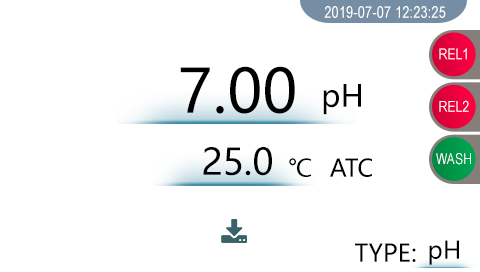 2019-07-07 12:23:25
REL1
7.00 pH
REL2
25.0 °C ATC
WASH
TYPE: pH